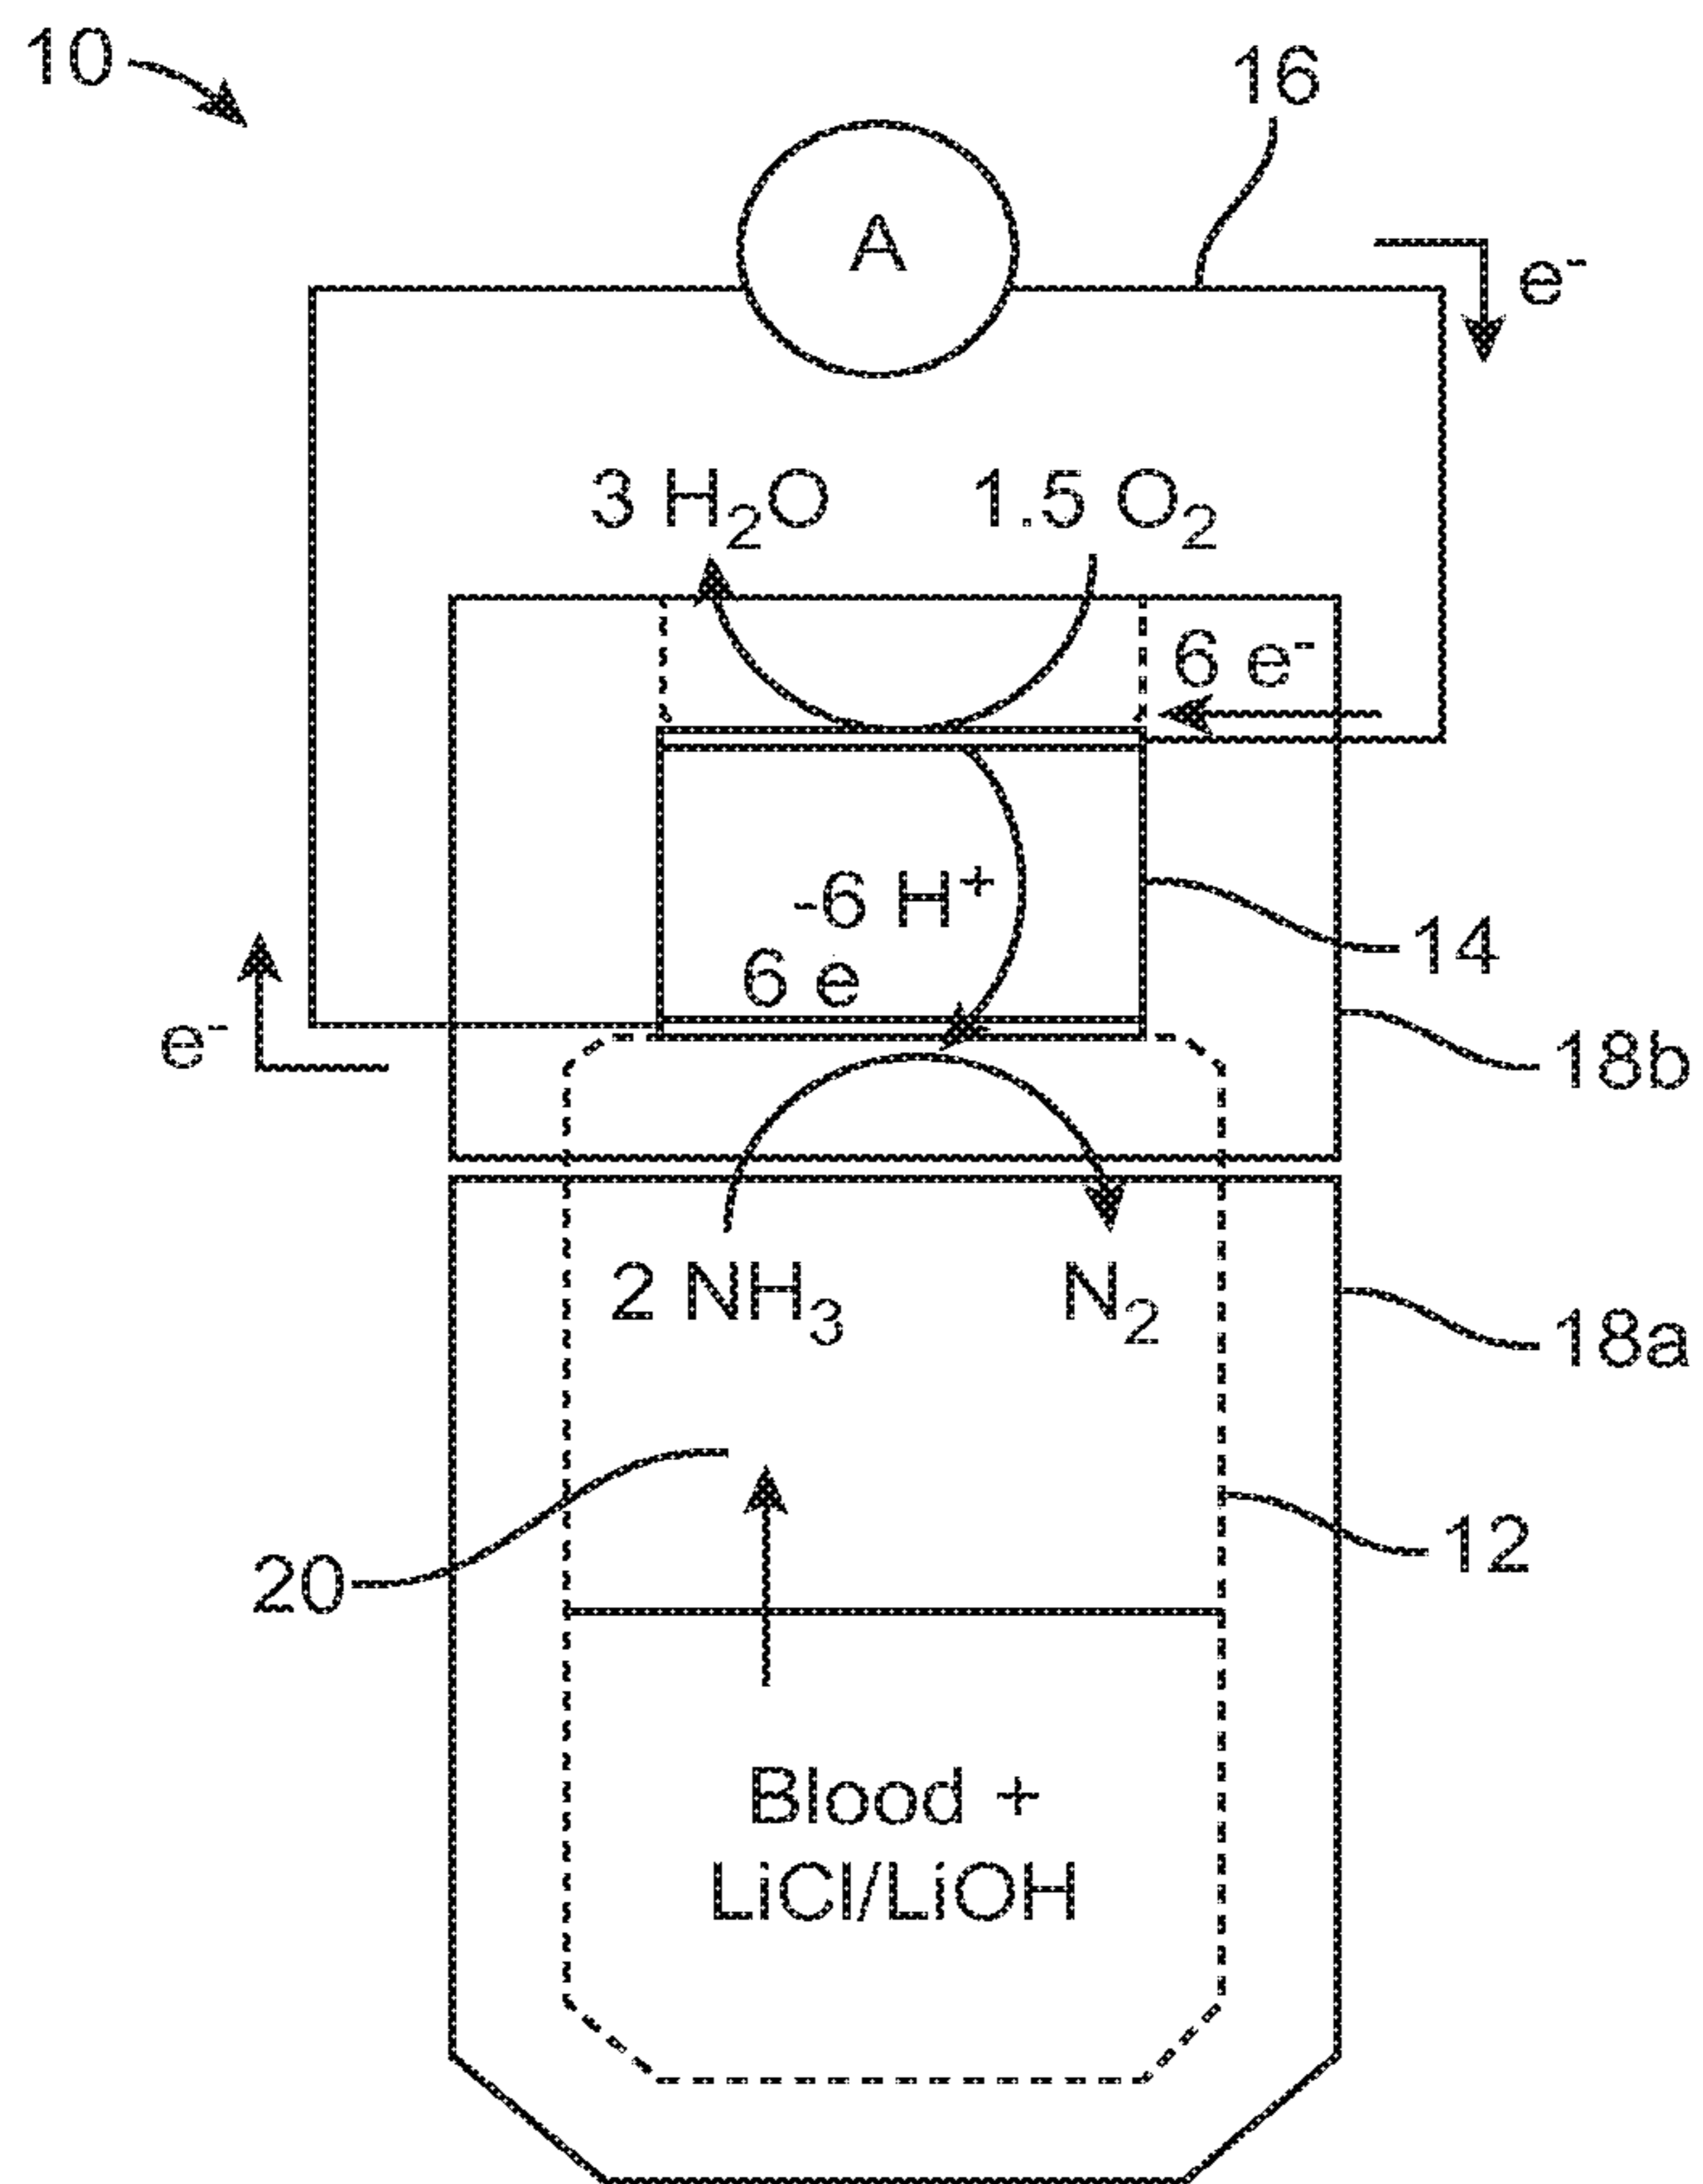 10
16
A
e⁻
3 H₂O 1.5 O₂
6 e⁻
-6 H⁺
14
6 e
e⁻
18b
2 NH₃ N₂
18a
20
12
Blood +
LiCl/LiOH